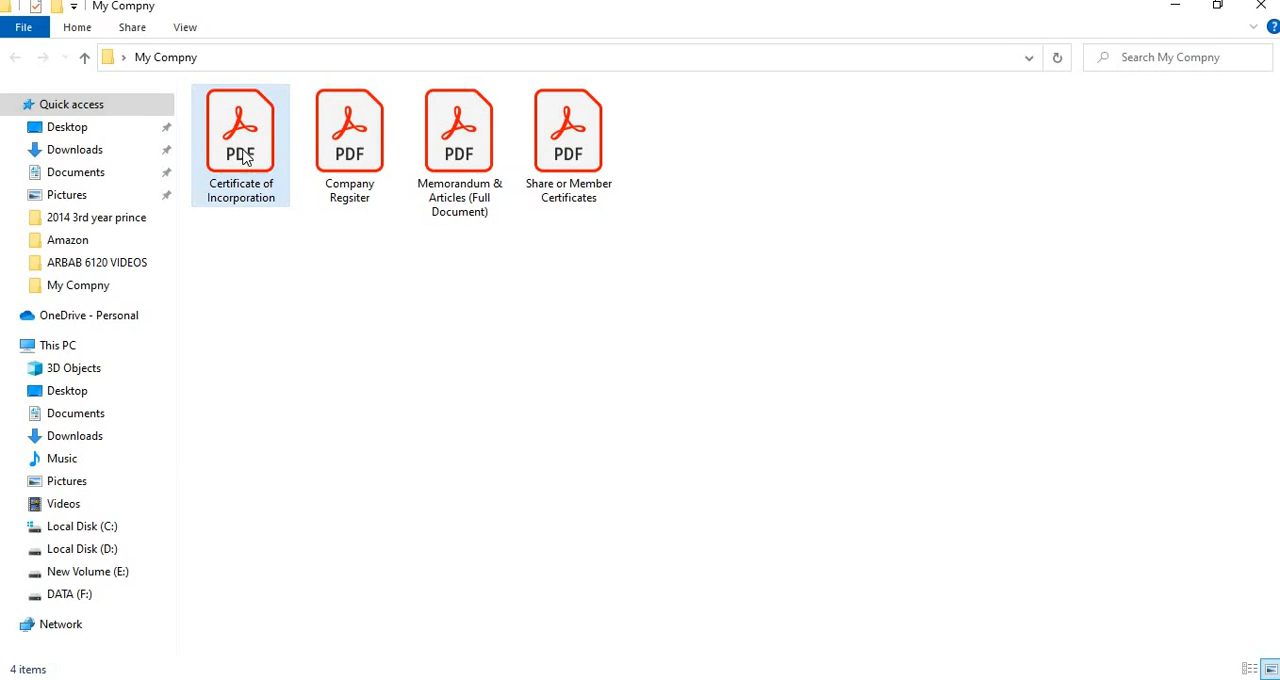 My Compny
File
Home
Share
View
My Compny
Search My Compny
Quick access
Desktop
Downloads
Documents
Pictures
2014 3rd year prince
Amazon
ARBAB 6120 VIDEOS
My Compny
OneDrive - Personal
This PC
3D Objects
Desktop
Documents
Downloads
Music
Pictures
Videos
Local Disk (C:)
Local Disk (D:)
New Volume (E:)
DATA (F:)
Network
PDF
Certificate of
Incorporation
PDF
Company
Regsiter
PDF
Memorandum &
Articles (Full
Document)
PDF
Share or Member
Certificates
4 items